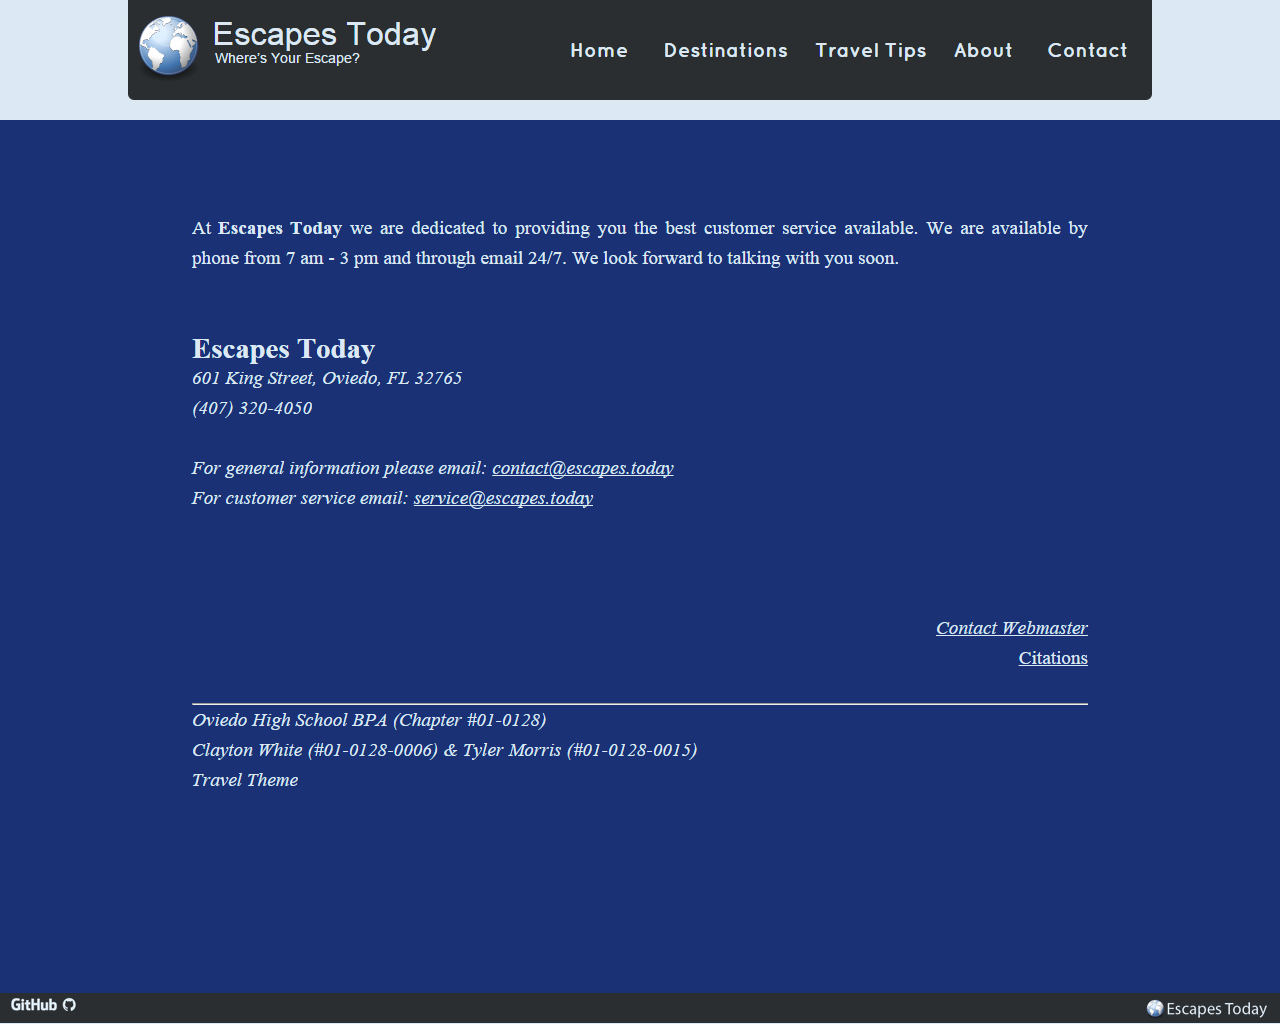 Escapes Today
Where's Your Escape?
Home Destinations Travel Tips About Contact
At Escapes Today we are dedicated to providing you the best customer service available. We are available by
phone from 7 am - 3 pm and through email 24/7. We look forward to talking with you soon.
Escapes Today
601 King Street, Oviedo, FL 32765
(407) 320-4050
For general information please email: contact@escapes.today
For customer service email: service@escapes.today
Contact Webmaster
Citations
Oviedo High School BPA (Chapter #01-0128)
Clayton White (#01-0128-0006) & Tyler Morris (#01-0128-0015)
Travel Theme
GitHub
Escapes Today